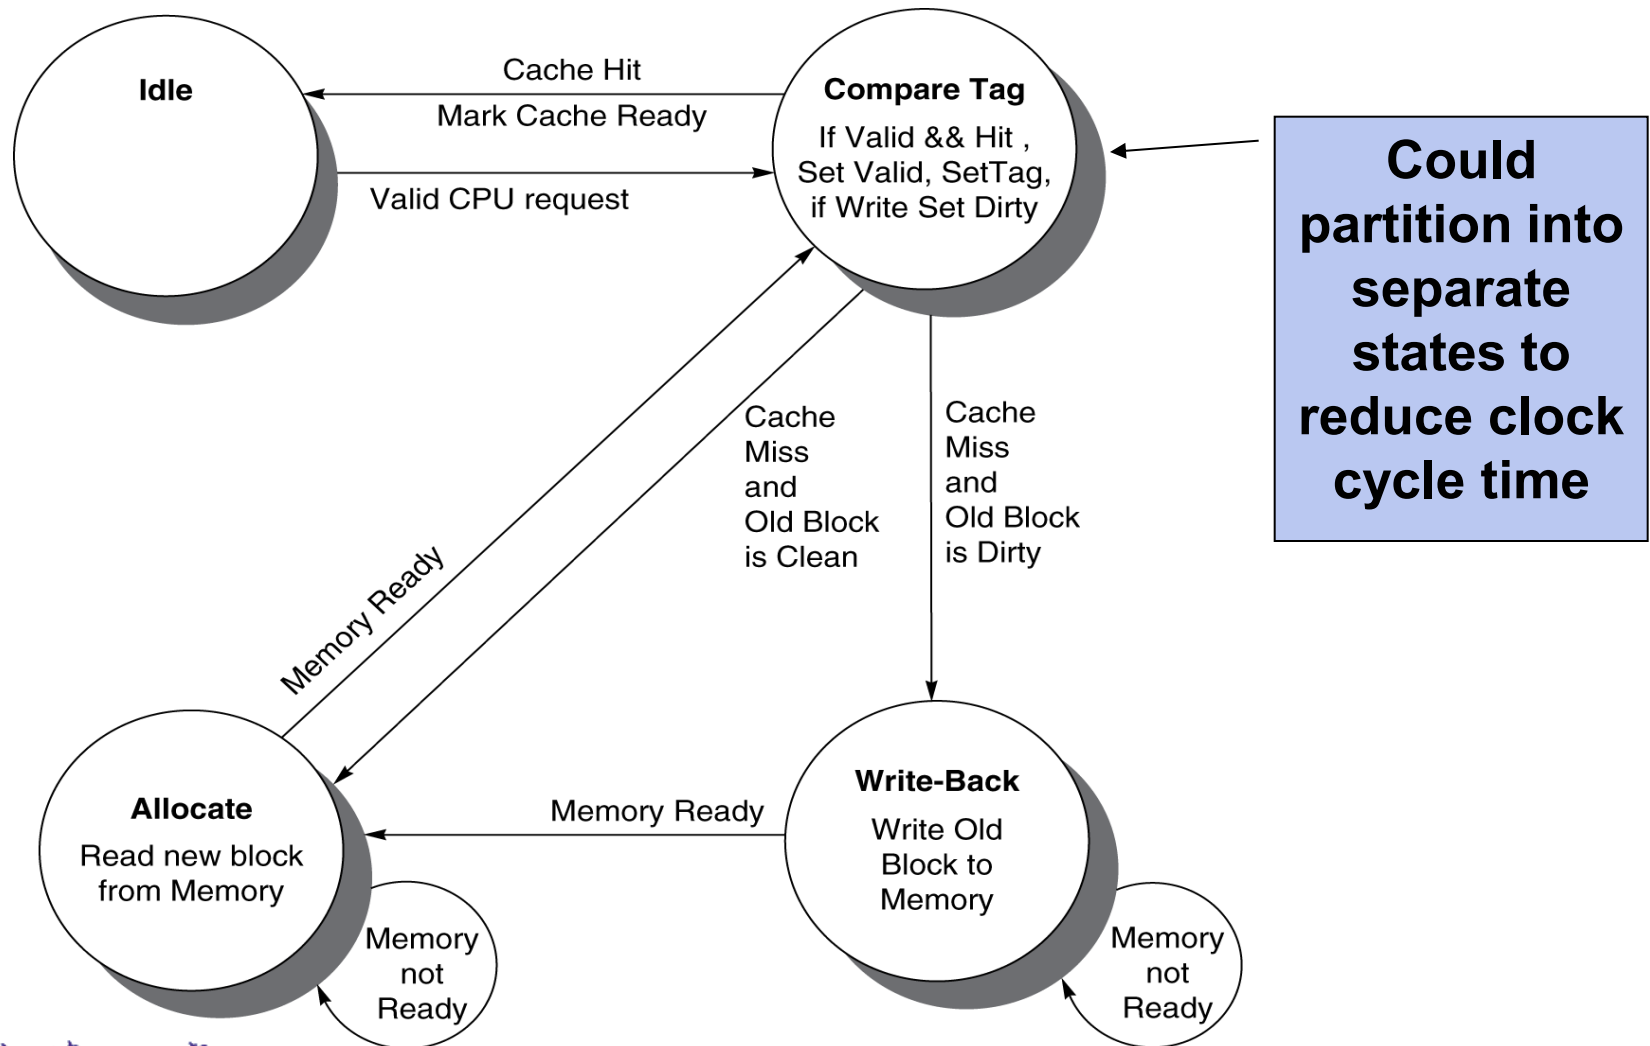 Idle
Cache Hit
Mark Cache Ready
Valid CPU request
Compare Tag
If Valid && Hit ,
Set Valid, SetTag,
if Write Set Dirty
Could
partition into
separate
states to
reduce clock
cycle time
Memory Ready
Cache
Miss
and
Old Block
is Clean
Cache
Miss
and
Old Block
is Dirty
Allocate
Read new block
from Memory
Memory
not
Ready
Memory Ready
Write-Back
Write Old
Block to
Memory
Memory
not
Ready